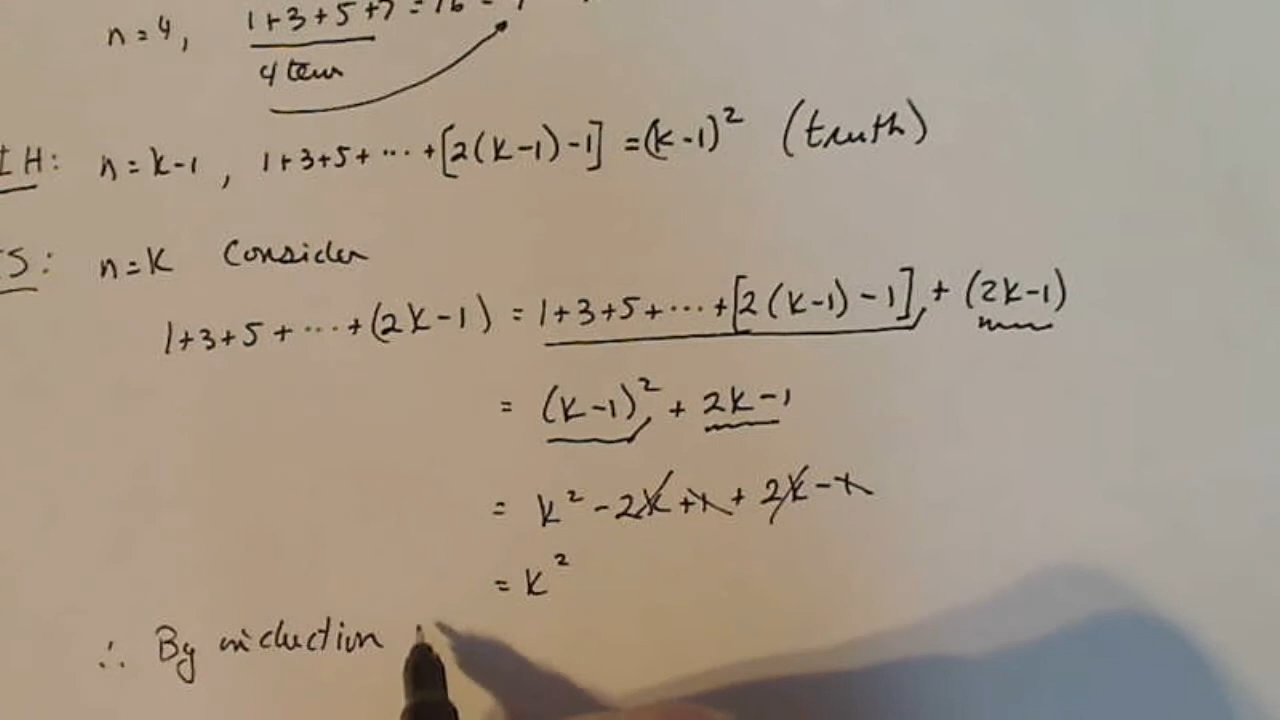 n=4, 1+3+5+7=16=
4 term
IH: n=k-1, 1+3+5+⋯+[2(k-1)-1] =(k-1)² (truth)
S: n=k Consider
1+3+5+⋯+(2k-1) = 1+3+5+⋯+[2(k-1)-1] + (2k-1)
= (k-1)² + 2k-1
= k² -2k+1+2k-1
= k²
∴ By induction